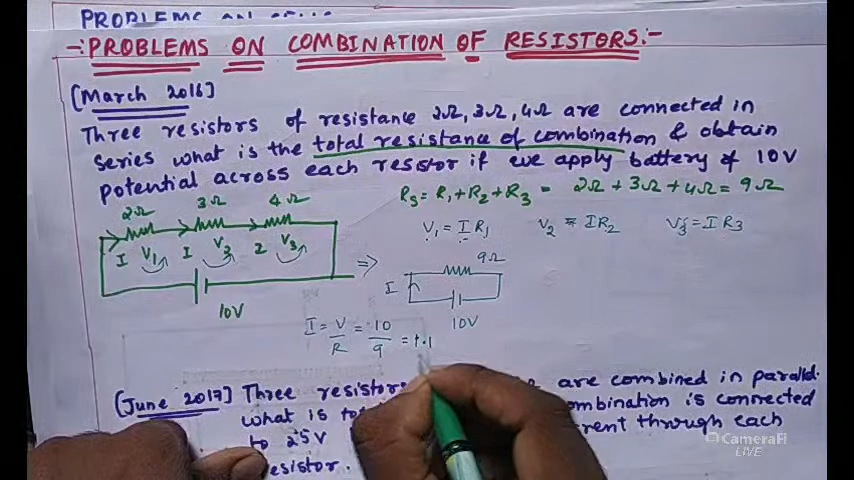 PROBLEMS ON
-: PROBLEMS ON COMBINATION OF RESISTORS:-
[March 2016]
Three resistors of resistance 2Ω, 3Ω, 4Ω are connected in
series what is the total resistance of combination & obtain
potential across each resistor if we apply battery of 10V
Rs = R1 + R2 + R3 = 2Ω + 3Ω + 4Ω = 9Ω
2Ω 3Ω 4Ω
V1 = IR1 V2 = IR2 V3 = IR3
I V1 I V2 I V3
10V
=>
9Ω
I
10V
I = V/R = 10/9 = 1.1
[June 2017] Three resistors Ω are combined in parallel.
what is combination is connected
to 25V through each
resistor.
CameraFi
LIVE